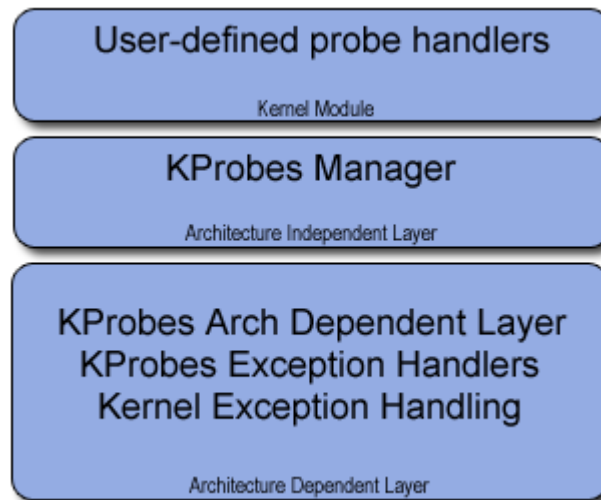 User-defined probe handlers
Kernel Module
KProbes Manager
Architecture Independent Layer
KProbes Arch Dependent Layer
KProbes Exception Handlers
Kernel Exception Handling
Architecture Dependent Layer